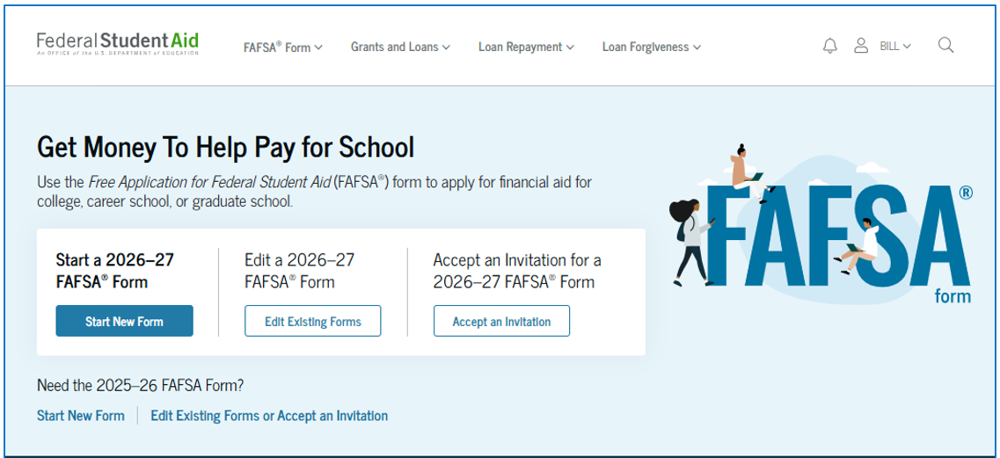 Federal Student Aid
An OFFICE of the U.S. DEPARTMENT of EDUCATION
FAFSA® Form
Grants and Loans
Loan Repayment
Loan Forgiveness
BILL
Get Money To Help Pay for School
Use the Free Application for Federal Student Aid (FAFSA®) form to apply for financial aid for
college, career school, or graduate school.
Start a 2026–27
FAFSA® Form
Start New Form
Edit a 2026–27
FAFSA® Form
Edit Existing Forms
Accept an Invitation for a
2026–27 FAFSA® Form
Accept an Invitation
FAFSA®
form
Need the 2025–26 FAFSA Form?
Start New Form
Edit Existing Forms or Accept an Invitation